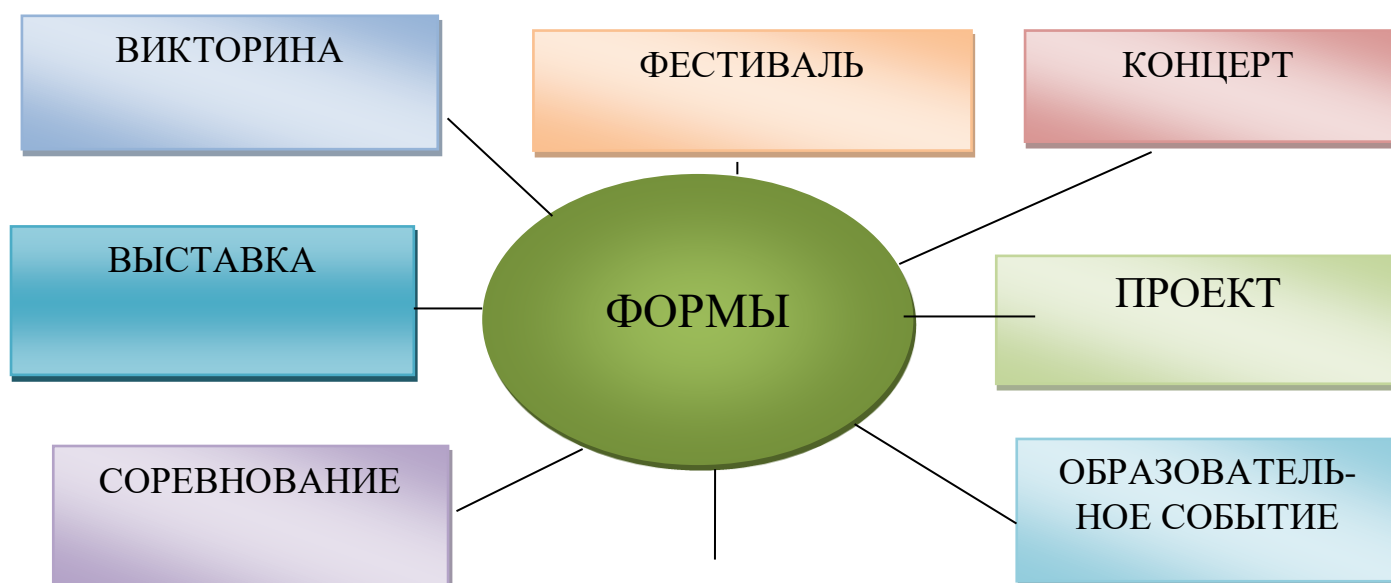 ВИКТОРИНА
ФЕСТИВАЛЬ
КОНЦЕРТ
ВЫСТАВКА
ФОРМЫ
ПРОЕКТ
СОРЕВНОВАНИЕ
ОБРАЗОВАТЕЛЬ-
НОЕ СОБЫТИЕ